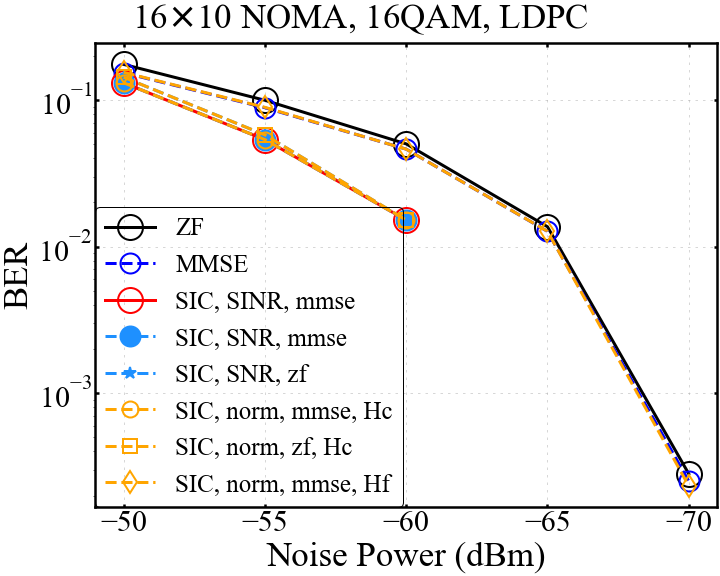 16×10 NOMA, 16QAM, LDPC
BER
10⁻¹
10⁻²
10⁻³
ZF
MMSE
SIC, SINR, mmse
SIC, SNR, mmse
SIC, SNR, zf
SIC, norm, mmse, Hc
SIC, norm, zf, Hc
SIC, norm, mmse, Hf
−50 −55 −60 −65 −70
Noise Power (dBm)